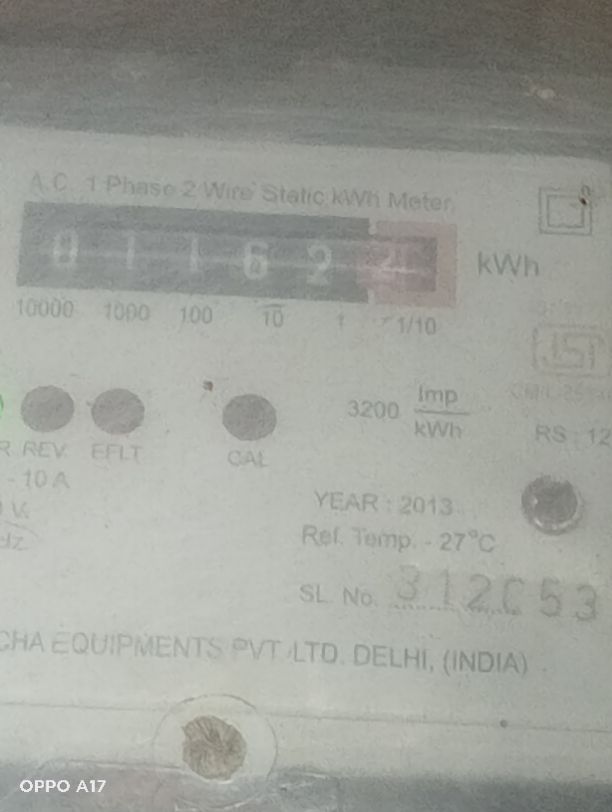 A.C. 1 Phase 2 Wire Static kWh Meter
0 1 1 6 2
kWh
10000 1000 100 10 1 1/10
3200 Imp
kWh
R REV EFLT CAL
RS : 12
- 10 A
YEAR : 2013
Ref. Temp. - 27°C
SL. No.
CHA EQUIPMENTS PVT. LTD. DELHI, (INDIA)
OPPO A17